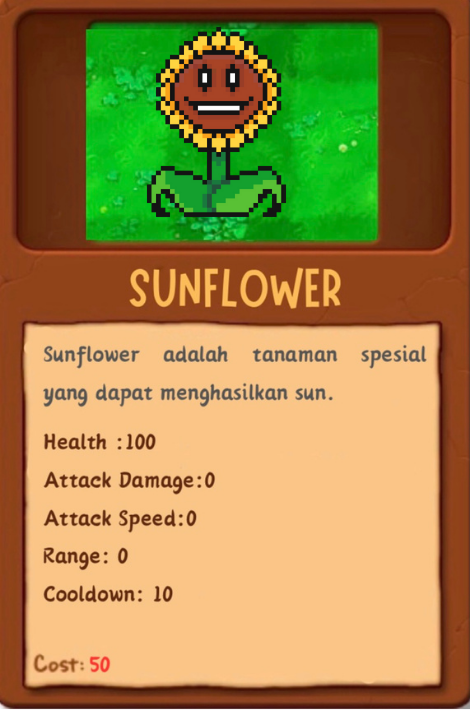 SUNFLOWER
Sunflower adalah tanaman spesial
yang dapat menghasilkan sun.
Health :100
Attack Damage:0
Attack Speed:0
Range: 0
Cooldown: 10
Cost: 50